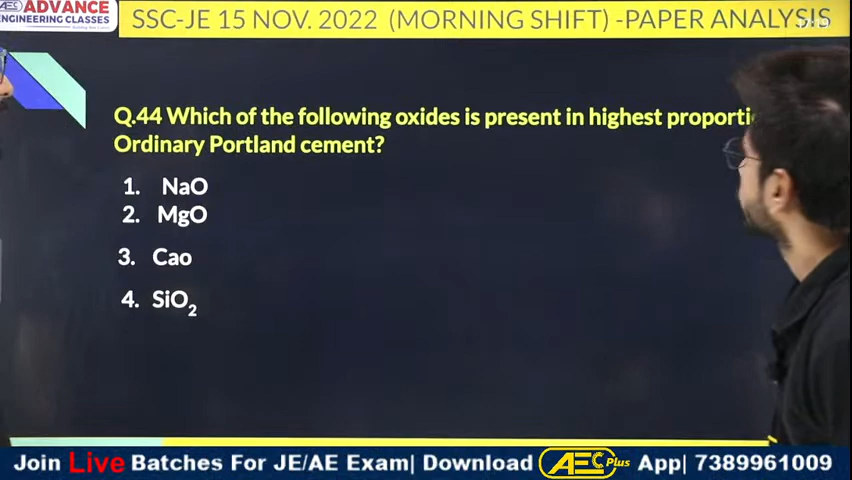 AEC ADVANCE
ENGINEERING CLASSES
SSC-JE 15 NOV. 2022 (MORNING SHIFT) -PAPER ANALYSIS
Q.44 Which of the following oxides is present in highest proporti
Ordinary Portland cement?
1. NaO
2. MgO
3. Cao
4. SiO2
Join Live Batches For JE/AE Exam| Download AEC Plus App| 7389961009